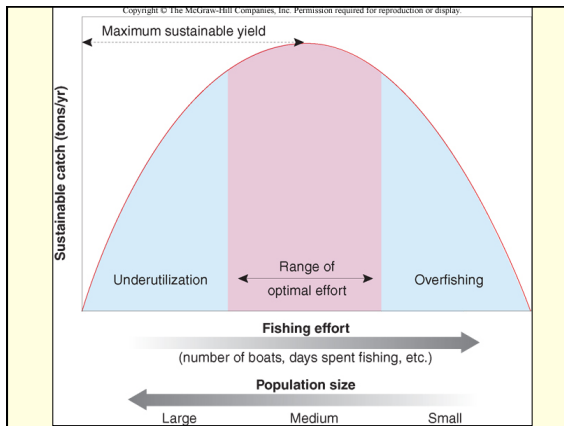 Copyright © The McGraw-Hill Companies, Inc. Permission required for reproduction or display.
Maximum sustainable yield
Sustainable catch (tons/yr)
Underutilization
Range of
optimal effort
Overfishing
Fishing effort
(number of boats, days spent fishing, etc.)
Population size
Large Medium Small